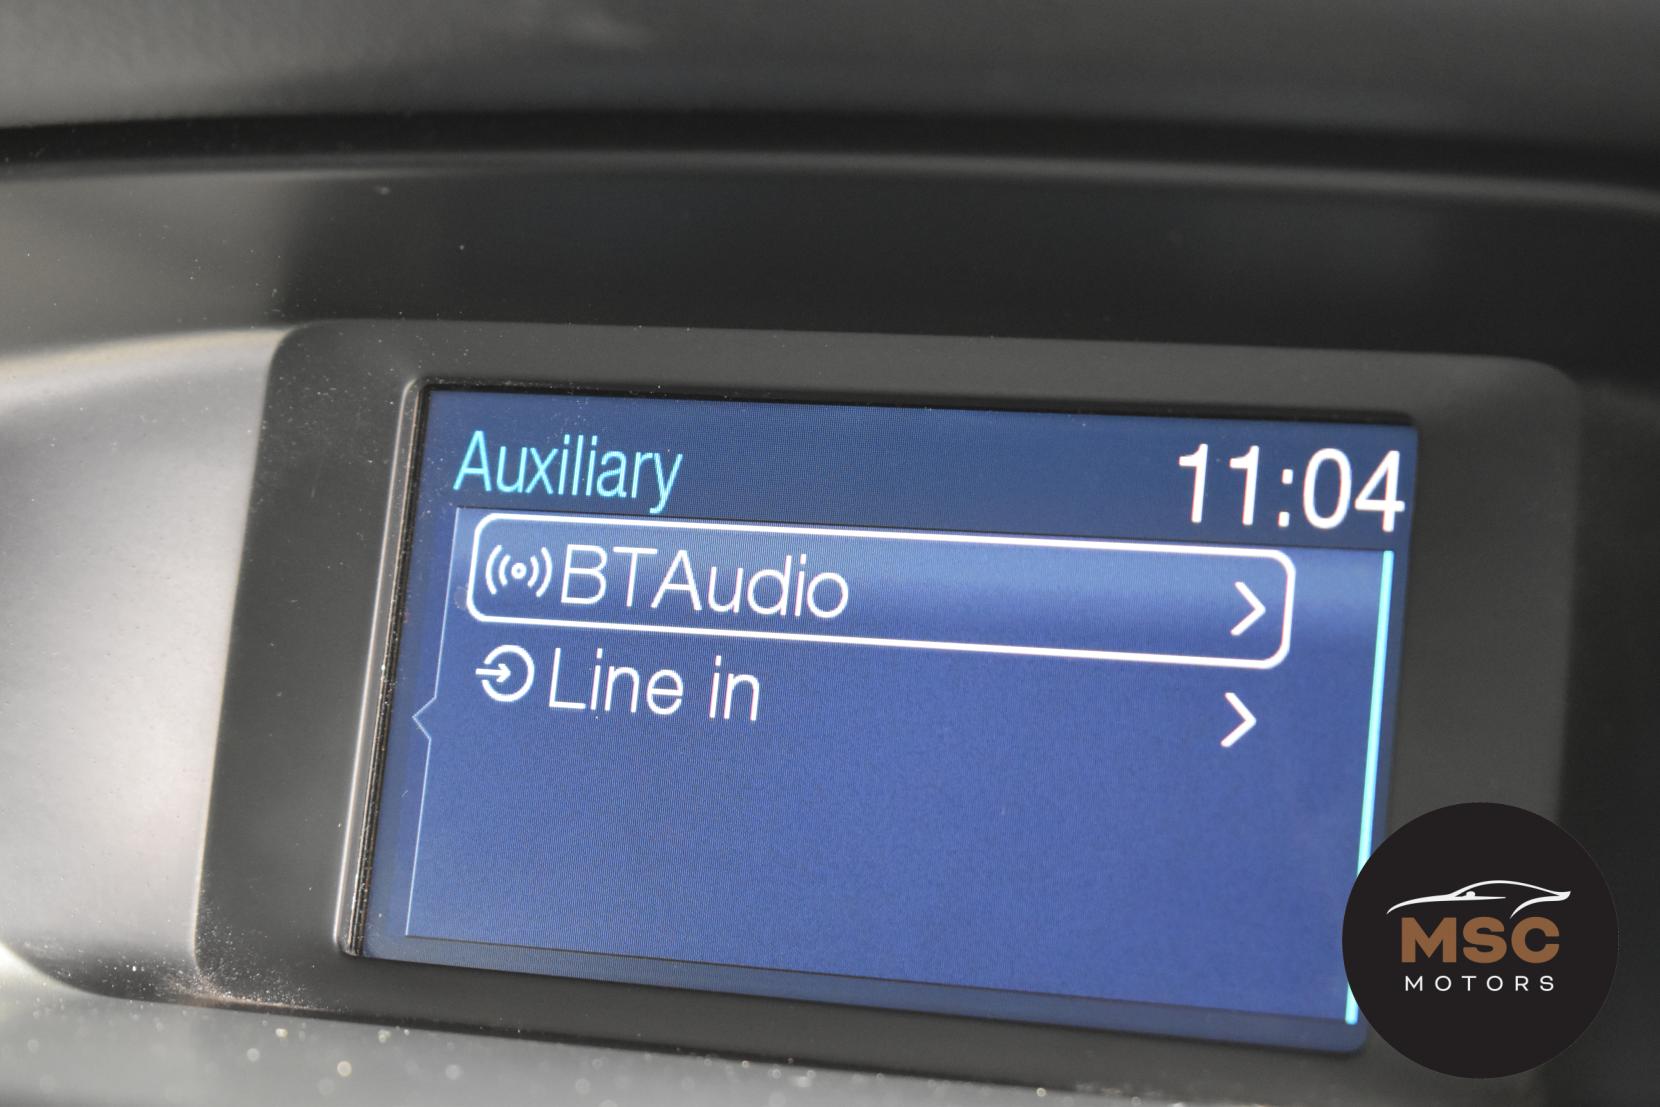 Auxiliary 11:04
BTAudio
Line in
MSC
MOTORS